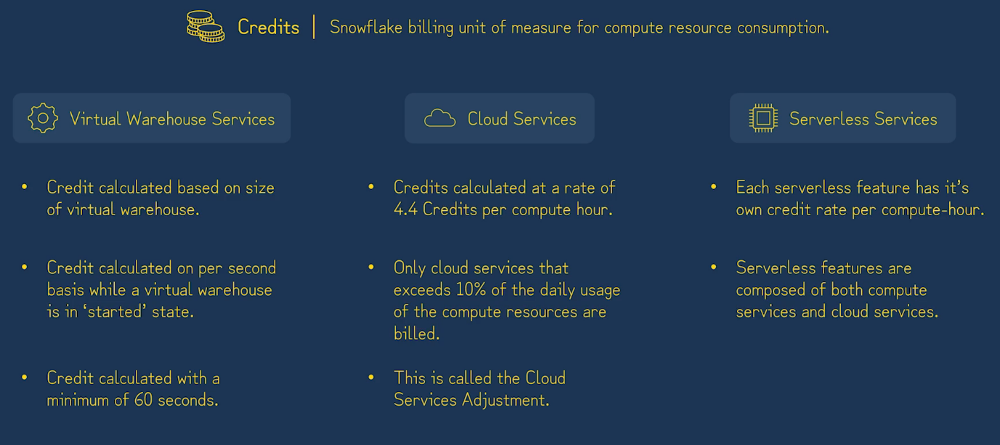 Credits | Snowflake billing unit of measure for compute resource consumption.
Virtual Warehouse Services
• Credit calculated based on size
of virtual warehouse.
• Credit calculated on per second
basis while a virtual warehouse
is in ‘started’ state.
• Credit calculated with a
minimum of 60 seconds.
Cloud Services
• Credits calculated at a rate of
4.4 Credits per compute hour.
• Only cloud services that
exceeds 10% of the daily usage
of the compute resources are
billed.
• This is called the Cloud
Services Adjustment.
Serverless Services
• Each serverless feature has it’s
own credit rate per compute-hour.
• Serverless features are
composed of both compute
services and cloud services.